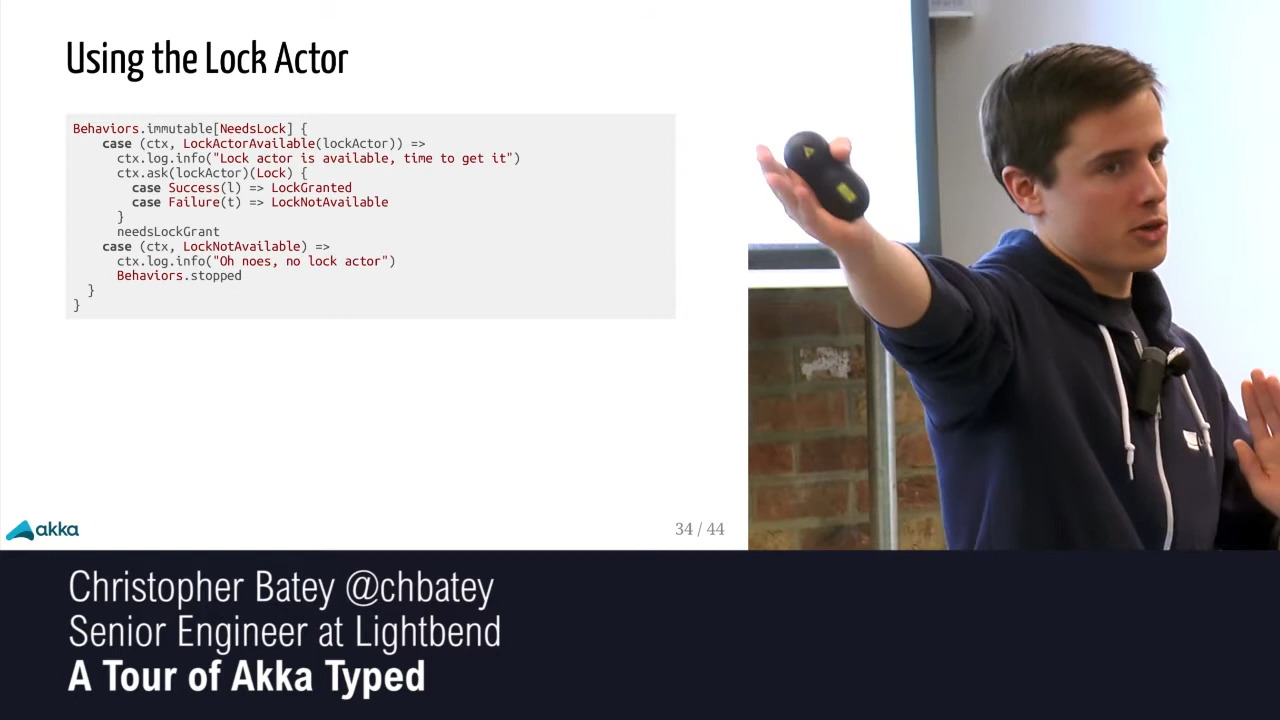 Using the Lock Actor
Behaviors.immutable[NeedsLock] {
    case (ctx, LockActorAvailable(lockActor)) =>
      ctx.log.info("Lock actor is available, time to get it")
      ctx.ask(lockActor)(Lock) {
        case Success(l) => LockGranted
        case Failure(t) => LockNotAvailable
      }
      needsLockGrant
    case (ctx, LockNotAvailable) =>
      ctx.log.info("Oh noes, no lock actor")
      Behaviors.stopped
  }
}
akka
34 / 44
Christopher Batey @chbatey
Senior Engineer at Lightbend
A Tour of Akka Typed